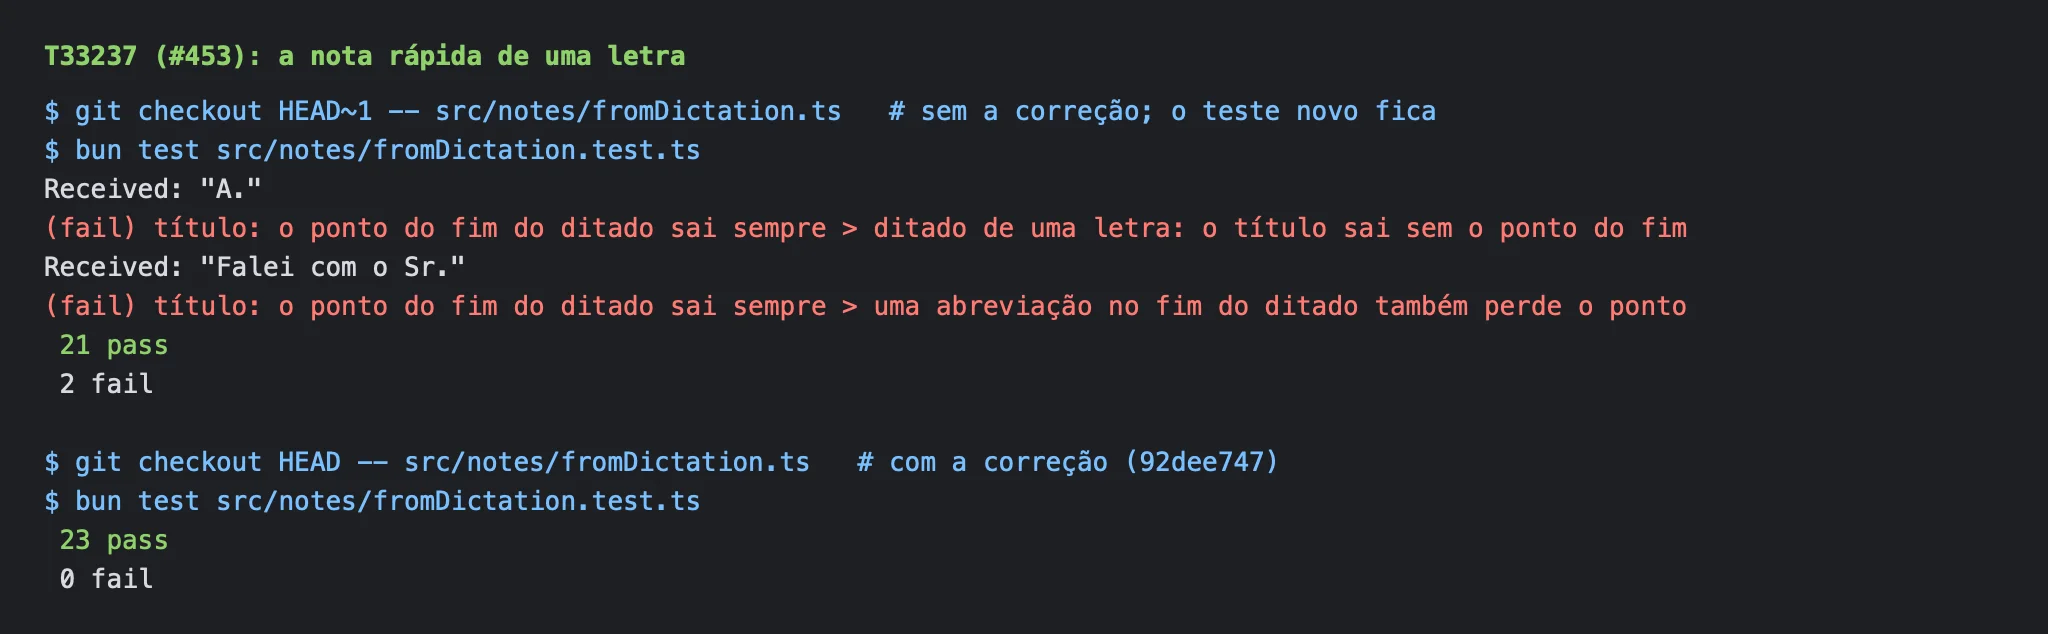 T33237 (#453): a nota rápida de uma letra
$ git checkout HEAD~1 -- src/notes/fromDictation.ts   # sem a correção; o teste novo fica
$ bun test src/notes/fromDictation.test.ts
Received: "A."
(fail) título: o ponto do fim do ditado sai sempre > ditado de uma letra: o título sai sem o ponto do fim
Received: "Falei com o Sr."
(fail) título: o ponto do fim do ditado sai sempre > uma abreviação no fim do ditado também perde o ponto
 21 pass
 2 fail

$ git checkout HEAD -- src/notes/fromDictation.ts   # com a correção (92dee747)
$ bun test src/notes/fromDictation.test.ts
 23 pass
 0 fail